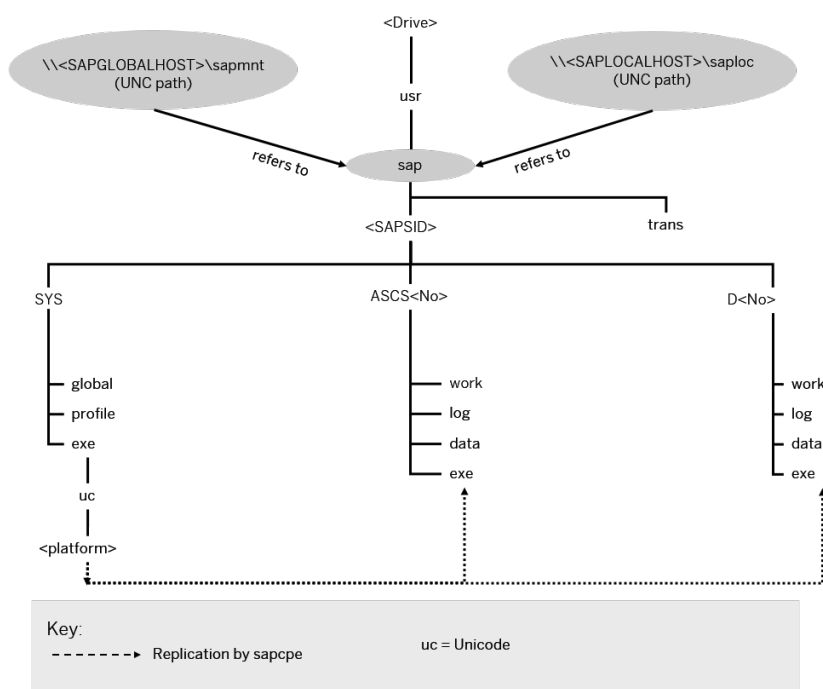 <Drive>
\\<SAPGLOBALHOST>\sapmnt
(UNC path)
\\<SAPLOCALHOST>\saploc
(UNC path)
usr
refers to
sap
refers to
<SAPSID>
trans
SYS
ASCS<No>
D<No>
global
work
work
profile
log
log
exe
data
data
exe
exe
uc
<platform>
Key:
Replication by sapcpe
uc = Unicode